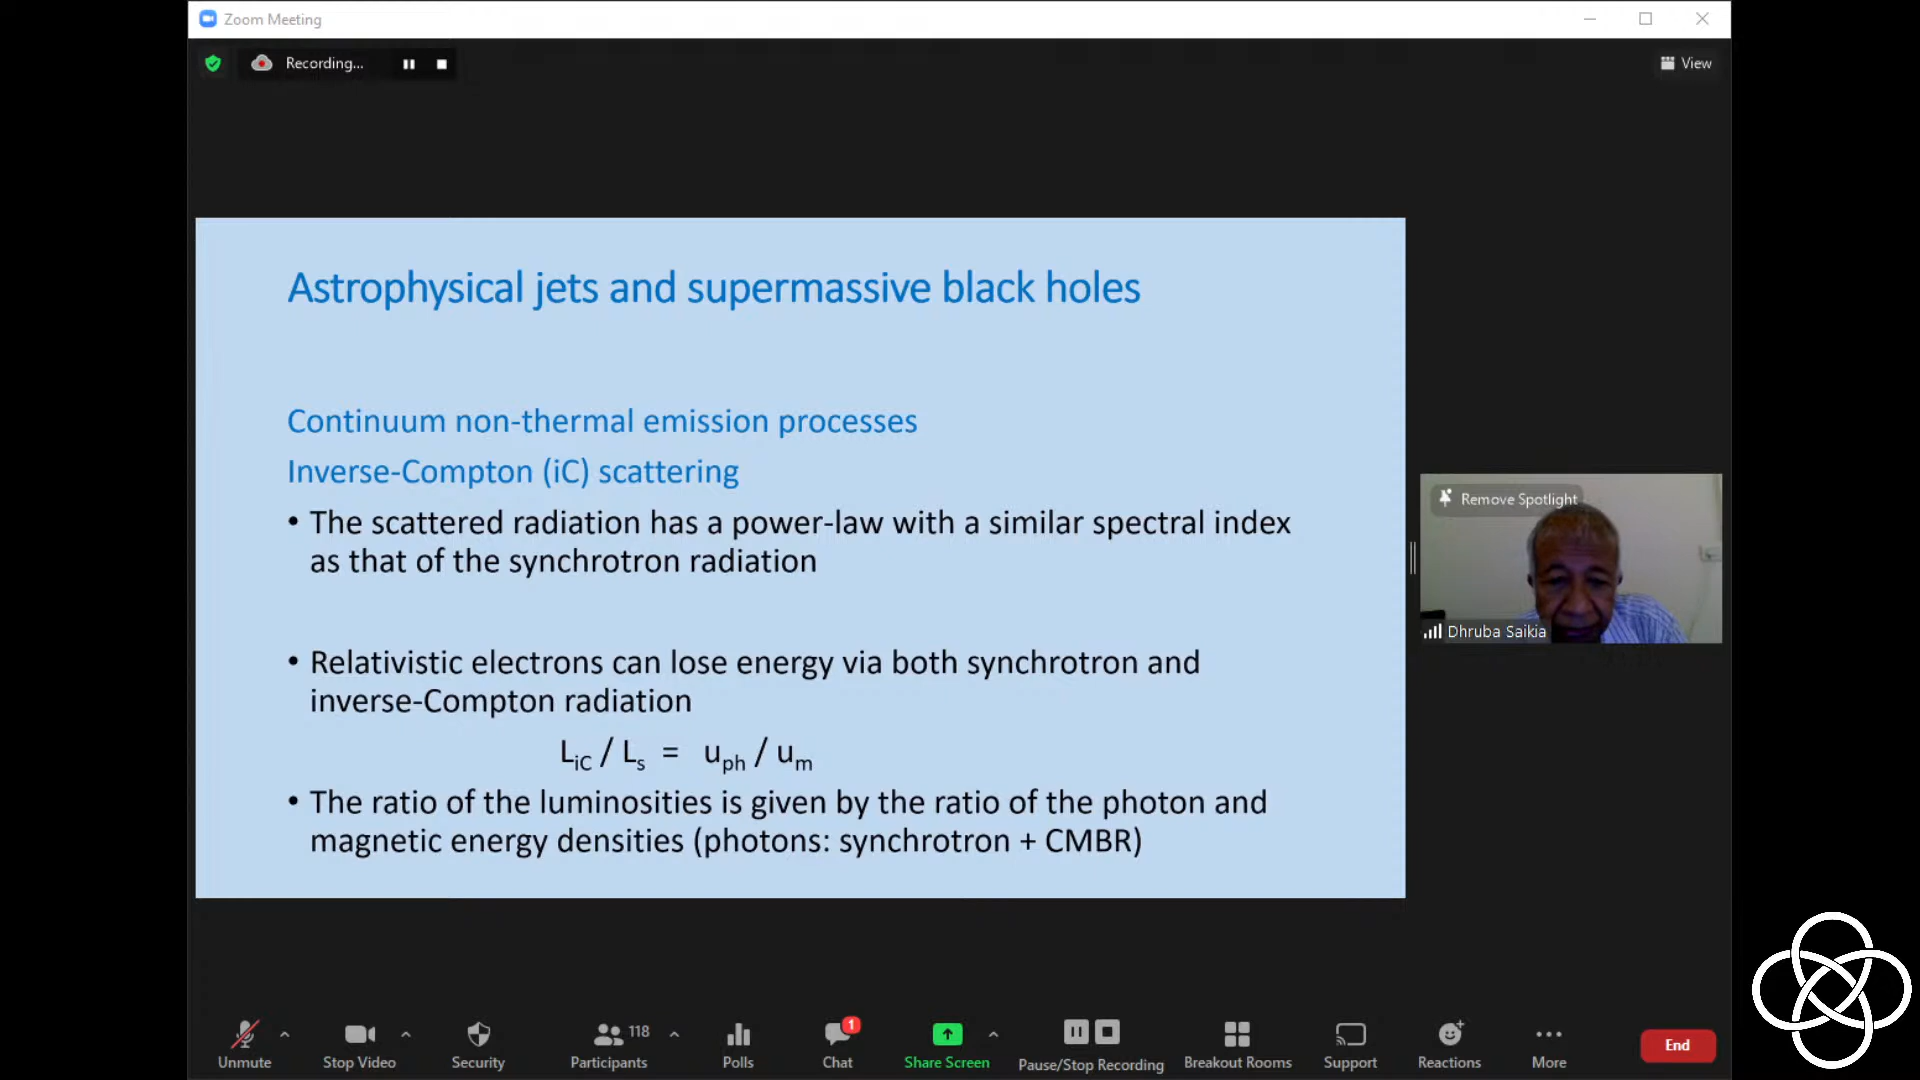 Zoom Meeting
Recording...
View
Astrophysical jets and supermassive black holes
Continuum non-thermal emission processes
Inverse-Compton (iC) scattering
• The scattered radiation has a power-law with a similar spectral index
as that of the synchrotron radiation
• Relativistic electrons can lose energy via both synchrotron and
inverse-Compton radiation
L_iC / L_s = u_ph / u_m
• The ratio of the luminosities is given by the ratio of the photon and
magnetic energy densities (photons: synchrotron + CMBR)
Remove Spotlight
Dhruba Saikia
118
1
Unmute
Stop Video
Security
Participants
Polls
Chat
Share Screen
Pause/Stop Recording
Breakout Rooms
Support
Reactions
More
End